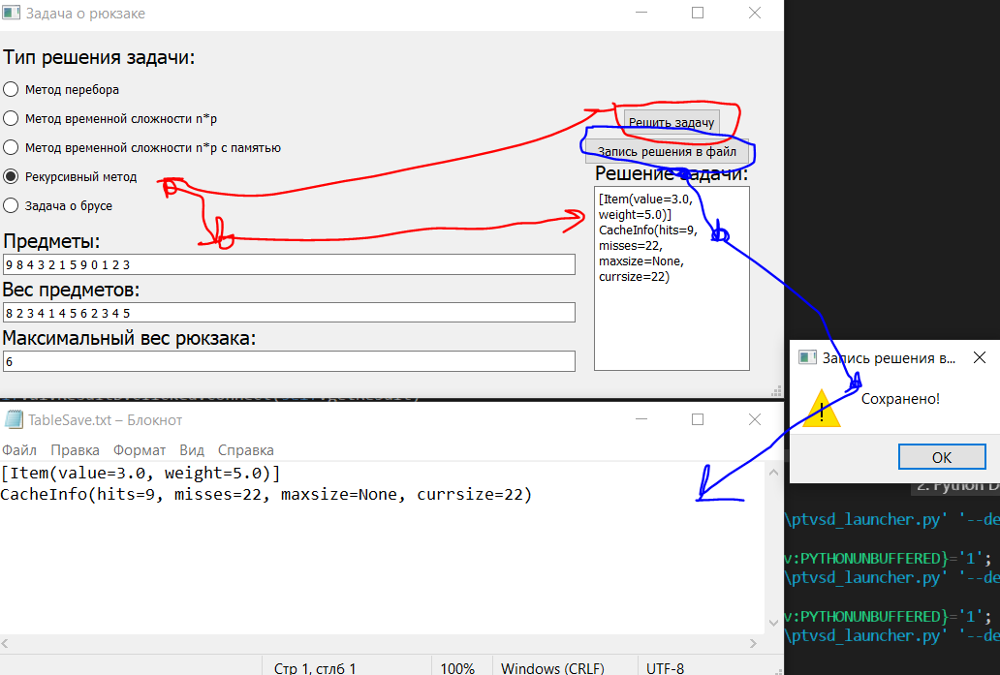 Задача о рюкзаке
Тип решения задачи:
Метод перебора
Метод временной сложности n*p
Метод временной сложности n*p с памятью
Рекурсивный метод
Задача о брусе
Предметы:
9 8 4 3 2 1 5 9 0 1 2 3
Вес предметов:
8 2 3 4 1 4 5 6 2 3 4 5
Максимальный вес рюкзака:
6
Решить задачу
Запись решения в файл
Решение задачи:
[Item(value=3.0,
weight=5.0)]
CacheInfo(hits=9,
misses=22,
maxsize=None,
currsize=22)
Запись решения в...
Сохранено!
OK
TableSave.txt – Блокнот
Файл Правка Формат Вид Справка
[Item(value=3.0, weight=5.0)]
CacheInfo(hits=9, misses=22, maxsize=None, currsize=22)
Стр 1, стлб 1 100% Windows (CRLF) UTF-8
2: Python D
\ptvsd_launcher.py' '--de
v:PYTHONUNBUFFERED}='1';
\ptvsd_launcher.py' '--de
v:PYTHONUNBUFFERED}='1';
\ptvsd_launcher.py' '--de